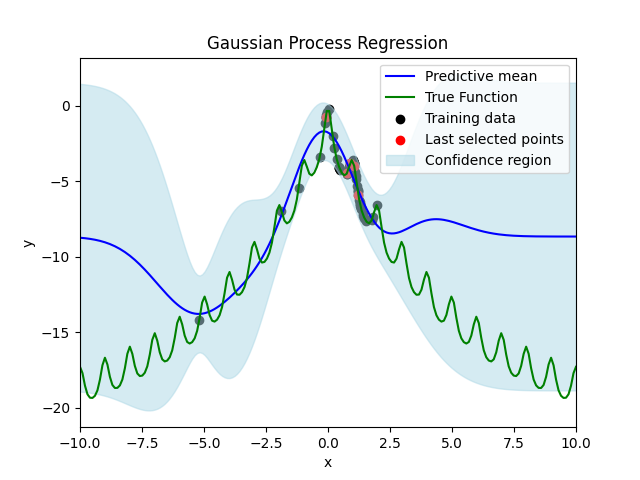 Gaussian Process Regression
Predictive mean
True Function
Training data
Last selected points
Confidence region
y
0
−5
−10
−15
−20
−10.0 −7.5 −5.0 −2.5 0.0 2.5 5.0 7.5 10.0
x